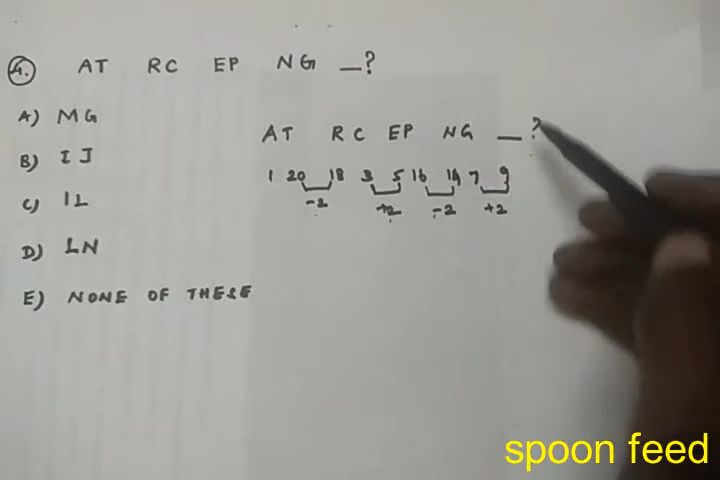 4. AT RC EP NG _?
A) MG
B) IJ
C) IL
D) LN
E) NONE OF THESE
AT RC EP NG _?
1 20 18 3 5 16 14 7 9
-2 +2 -2 +2
spoon feed